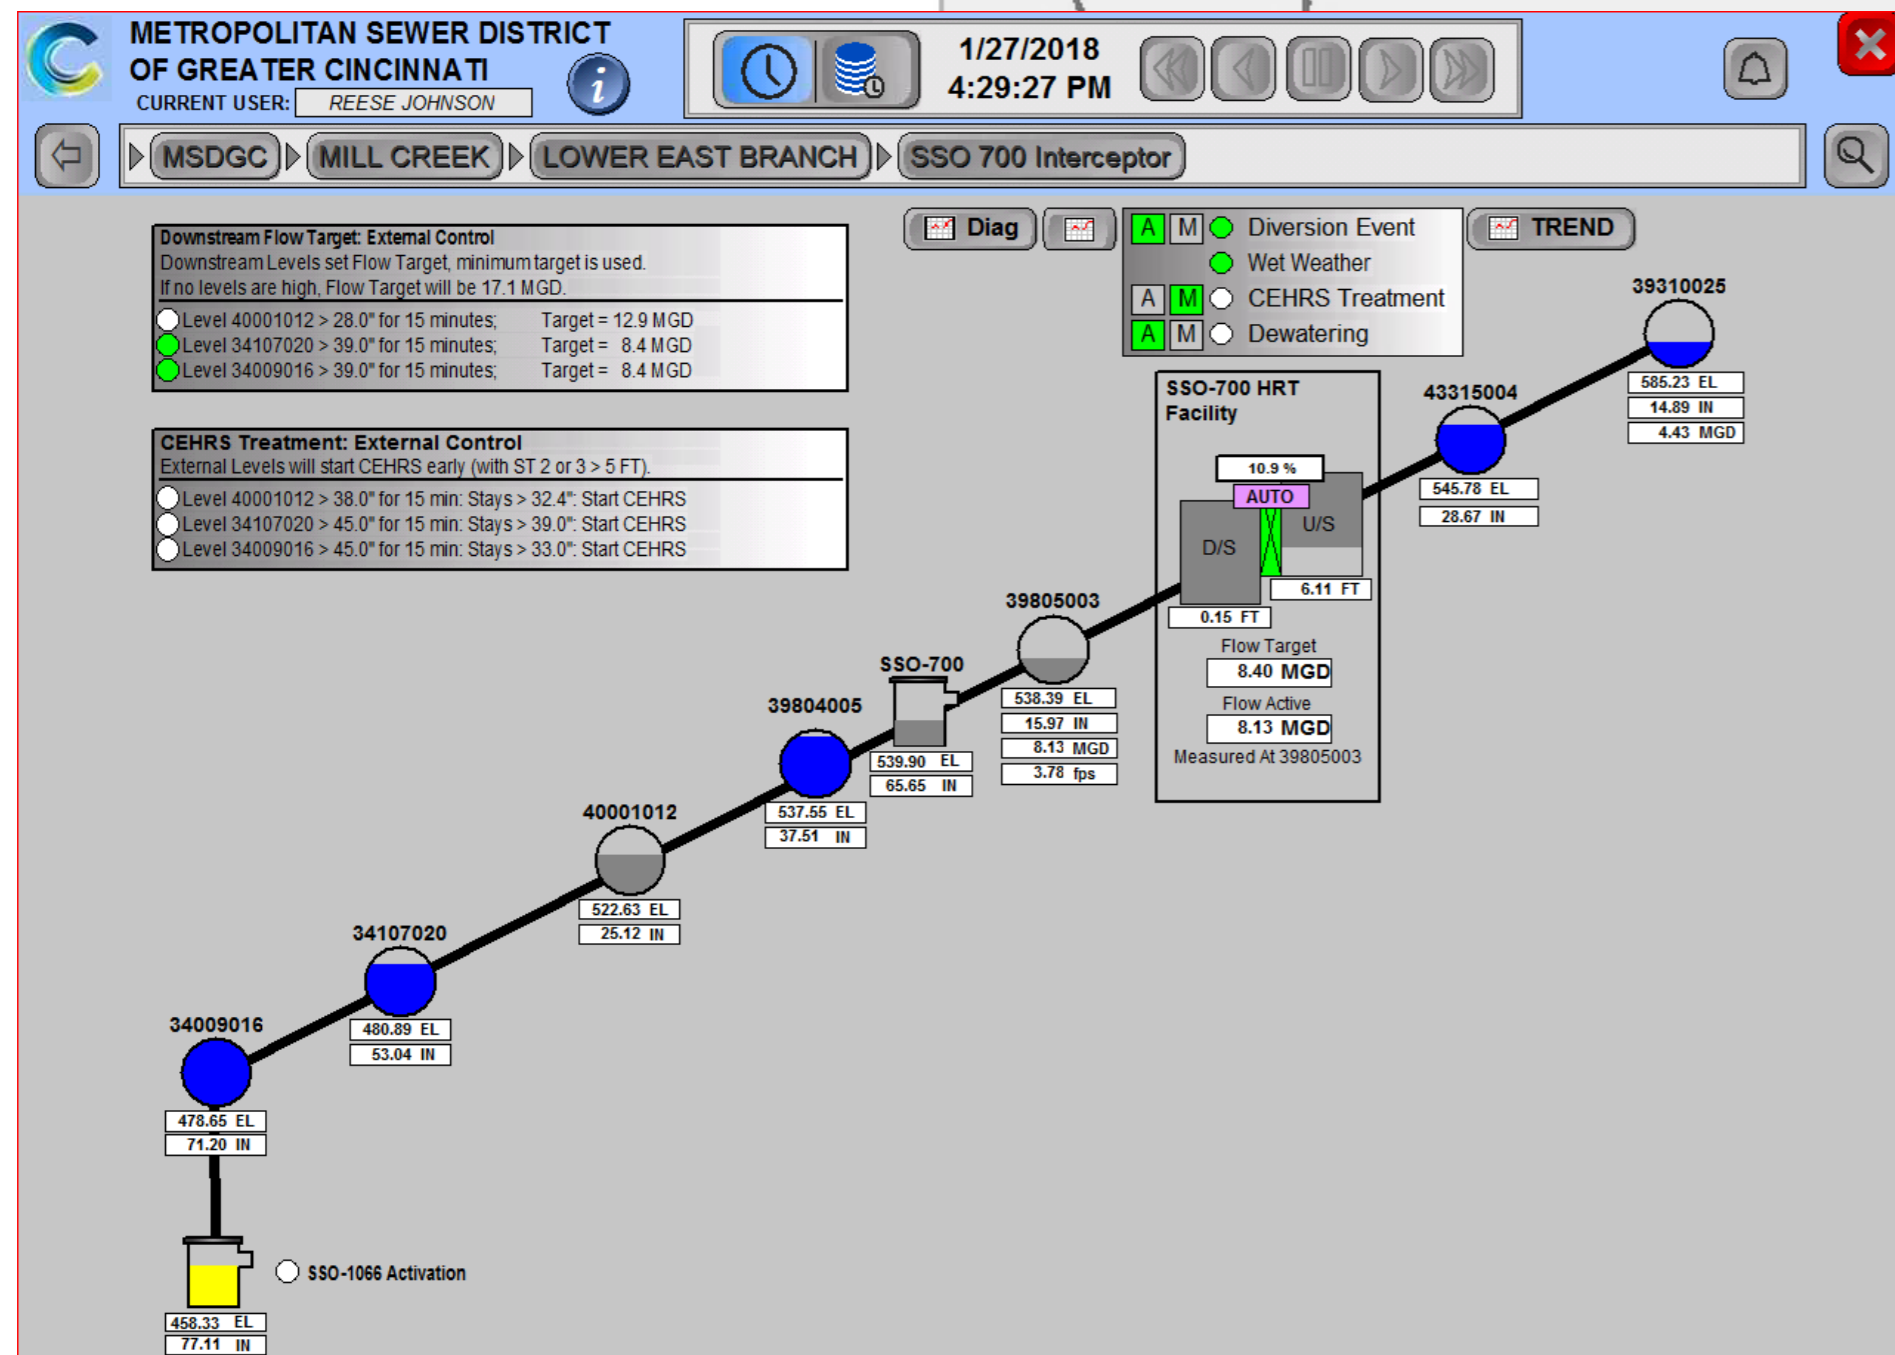 METROPOLITAN SEWER DISTRICT
OF GREATER CINCINNATI
CURRENT USER: REESE JOHNSON
i
1/27/2018
4:29:27 PM
MSDGC MILL CREEK LOWER EAST BRANCH SSO 700 Interceptor
Downstream Flow Target: External Control
Downstream Levels set Flow Target, minimum target is used.
If no levels are high, Flow Target will be 17.1 MGD.
Level 40001012 > 28.0" for 15 minutes; Target = 12.9 MGD
Level 34107020 > 39.0" for 15 minutes; Target = 8.4 MGD
Level 34009016 > 39.0" for 15 minutes; Target = 8.4 MGD
CEHRS Treatment: External Control
External Levels will start CEHRS early (with ST 2 or 3 > 5 FT).
Level 40001012 > 38.0" for 15 min: Stays > 32.4": Start CEHRS
Level 34107020 > 45.0" for 15 min: Stays > 39.0": Start CEHRS
Level 34009016 > 45.0" for 15 min: Stays > 33.0": Start CEHRS
Diag
A M Diversion Event
Wet Weather
A M CEHRS Treatment
A M Dewatering
TREND
39310025
585.23 EL
14.89 IN
4.43 MGD
43315004
545.78 EL
28.67 IN
SSO-700 HRT
Facility
10.9 %
AUTO
U/S
D/S
6.11 FT
0.15 FT
Flow Target
8.40 MGD
Flow Active
8.13 MGD
Measured At 39805003
39805003
538.39 EL
15.97 IN
8.13 MGD
3.78 fps
SSO-700
539.90 EL
65.65 IN
39804005
537.55 EL
37.51 IN
40001012
522.63 EL
25.12 IN
34107020
480.89 EL
53.04 IN
34009016
478.65 EL
71.20 IN
SSO-1066 Activation
458.33 EL
77.11 IN